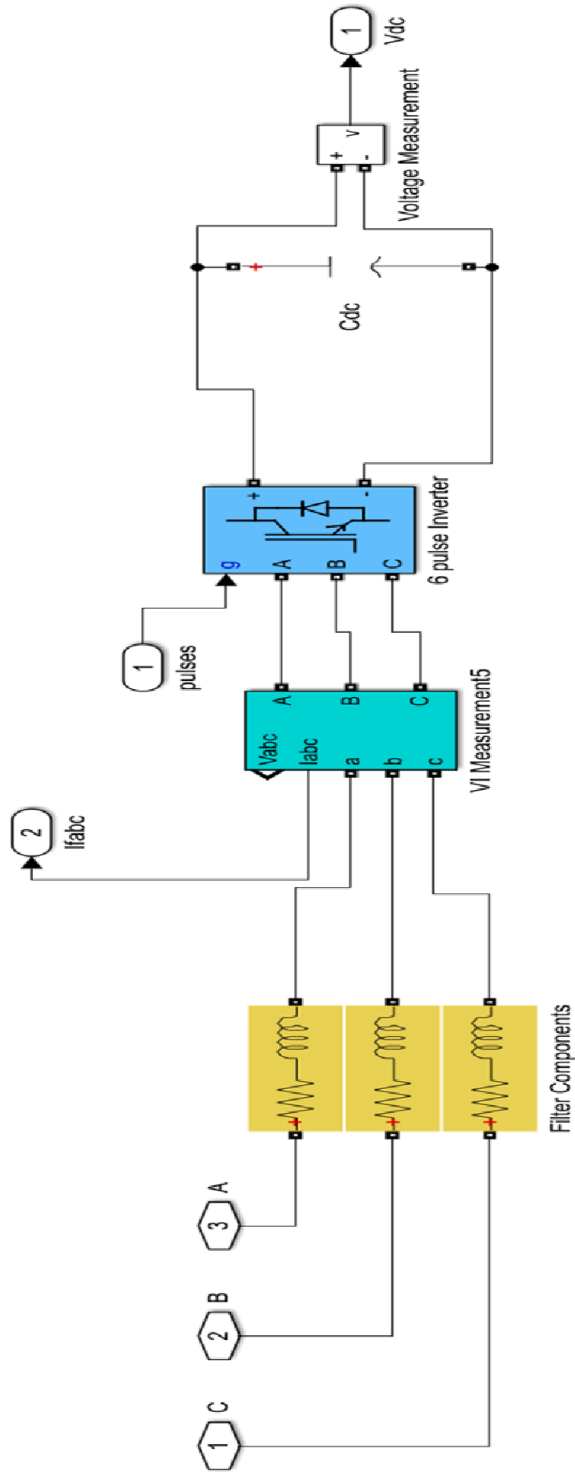 1 C
2 B
3 A
Filter Components
2
Ifabc
Vabc
Iabc
a
b
c
A
B
C
VI Measurement5
1
pulses
g
A
B
C
+
-
6 pulse Inverter
+
Cdc
+
-
v
Voltage Measurement
1
Vdc
+
+
+